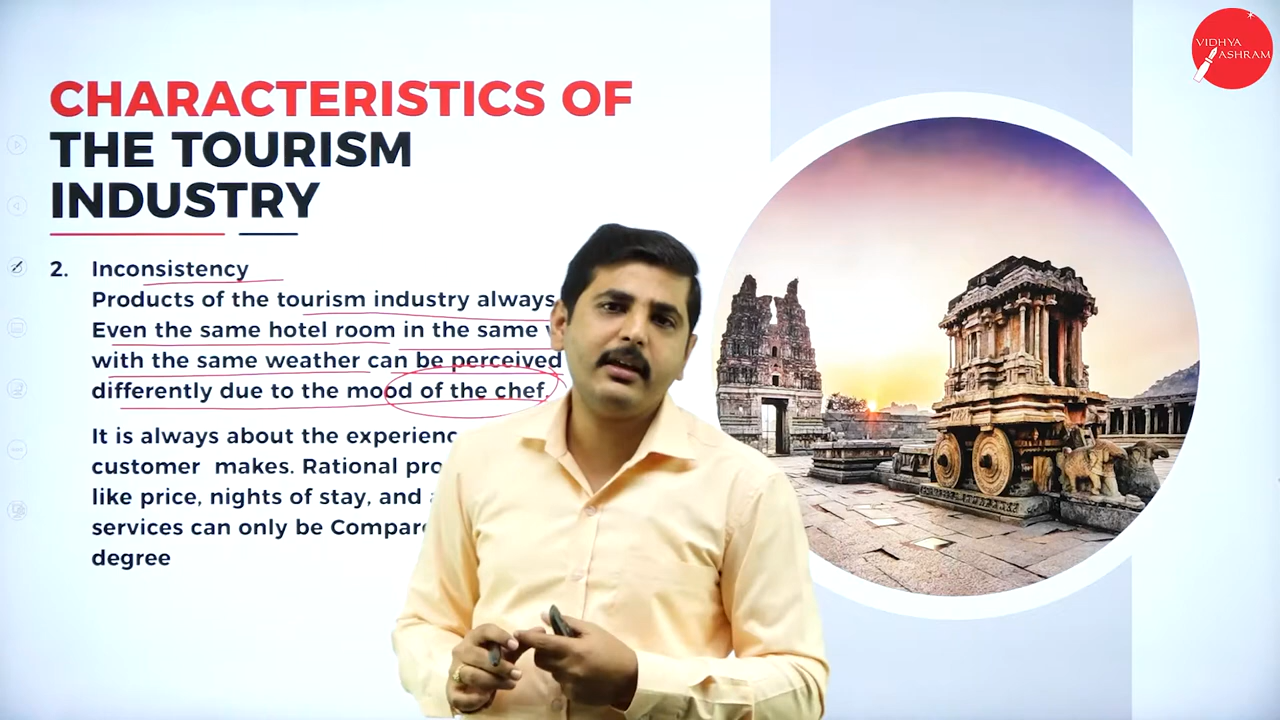 VIDHYA
ASHRAM
CHARACTERISTICS OF
THE TOURISM
INDUSTRY
2. Inconsistency
Products of the tourism industry always
Even the same hotel room in the same
with the same weather can be perceived
differently due to the mood of the chef,
It is always about the
customer makes. Rational
like price, nights of stay, and
services can only be
degree